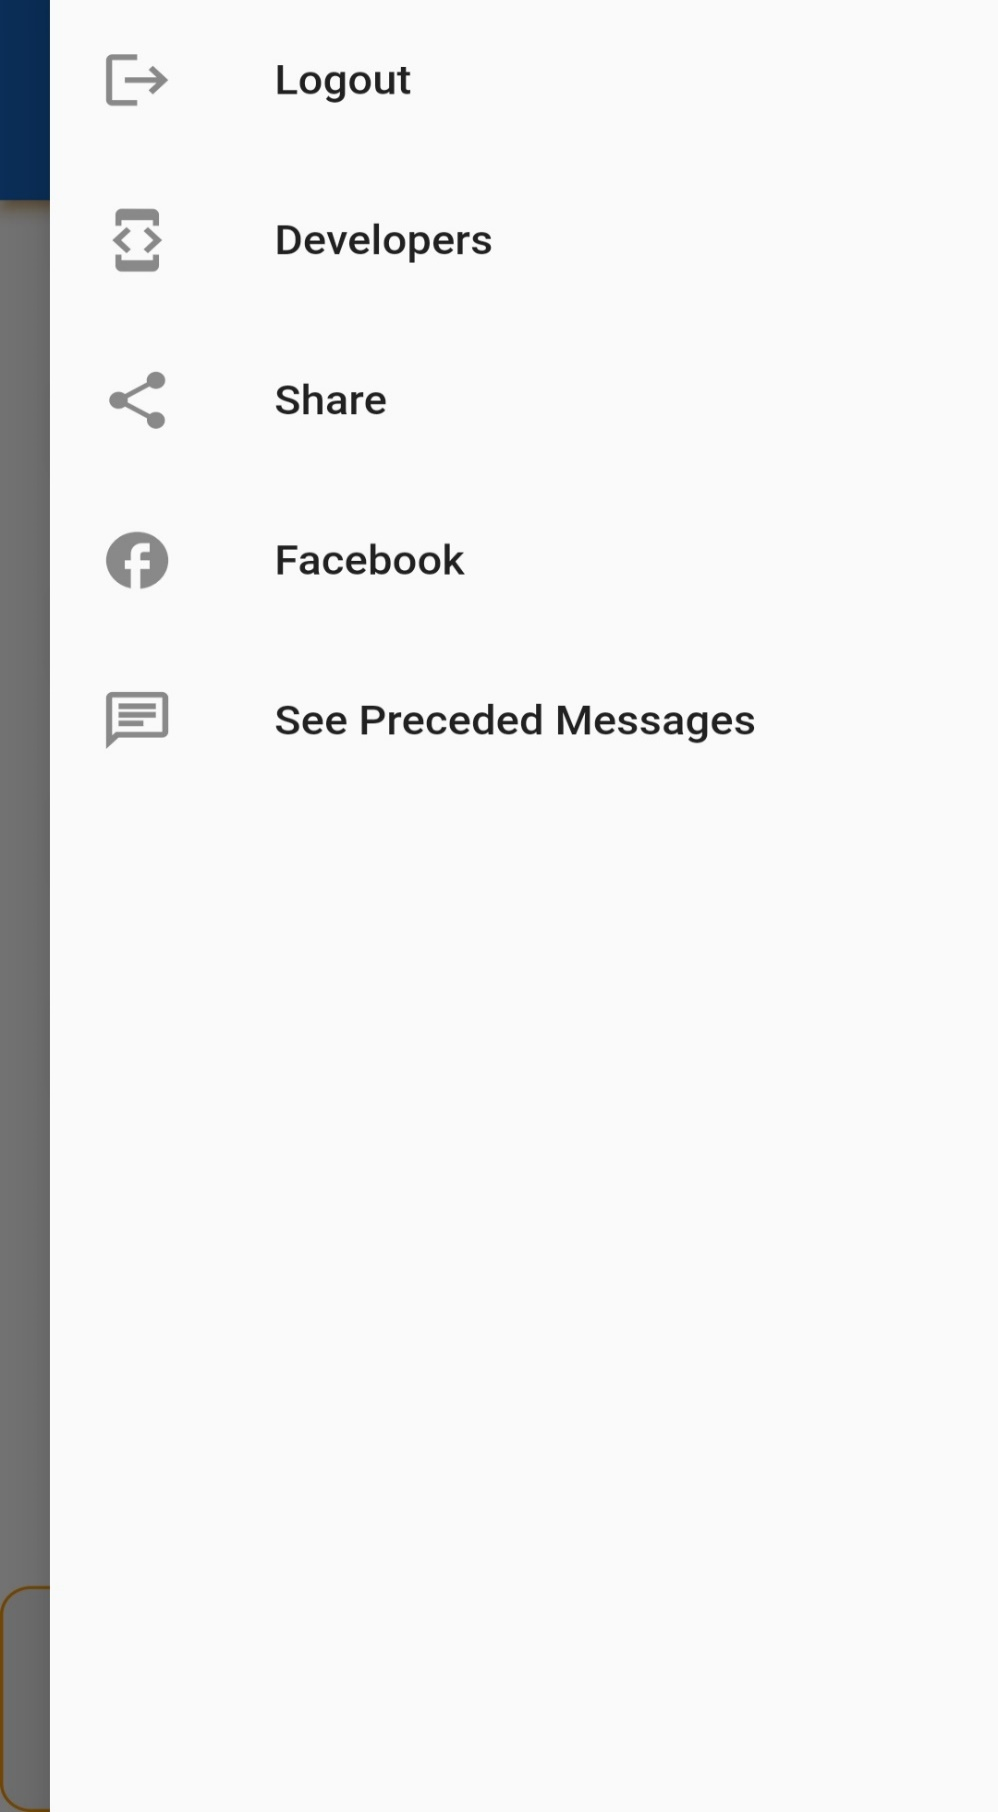 Logout
Developers
Share
Facebook
See Preceded Messages